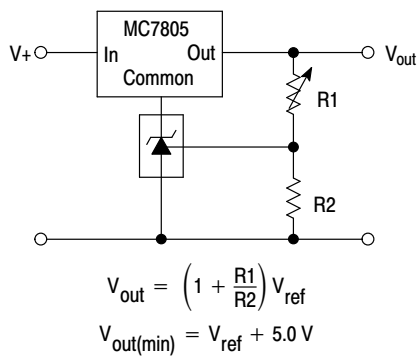 MC7805
V+ In Out V_out
Common
R1
R2
V_out = (1 + R1/R2) V_ref
V_out(min) = V_ref + 5.0 V